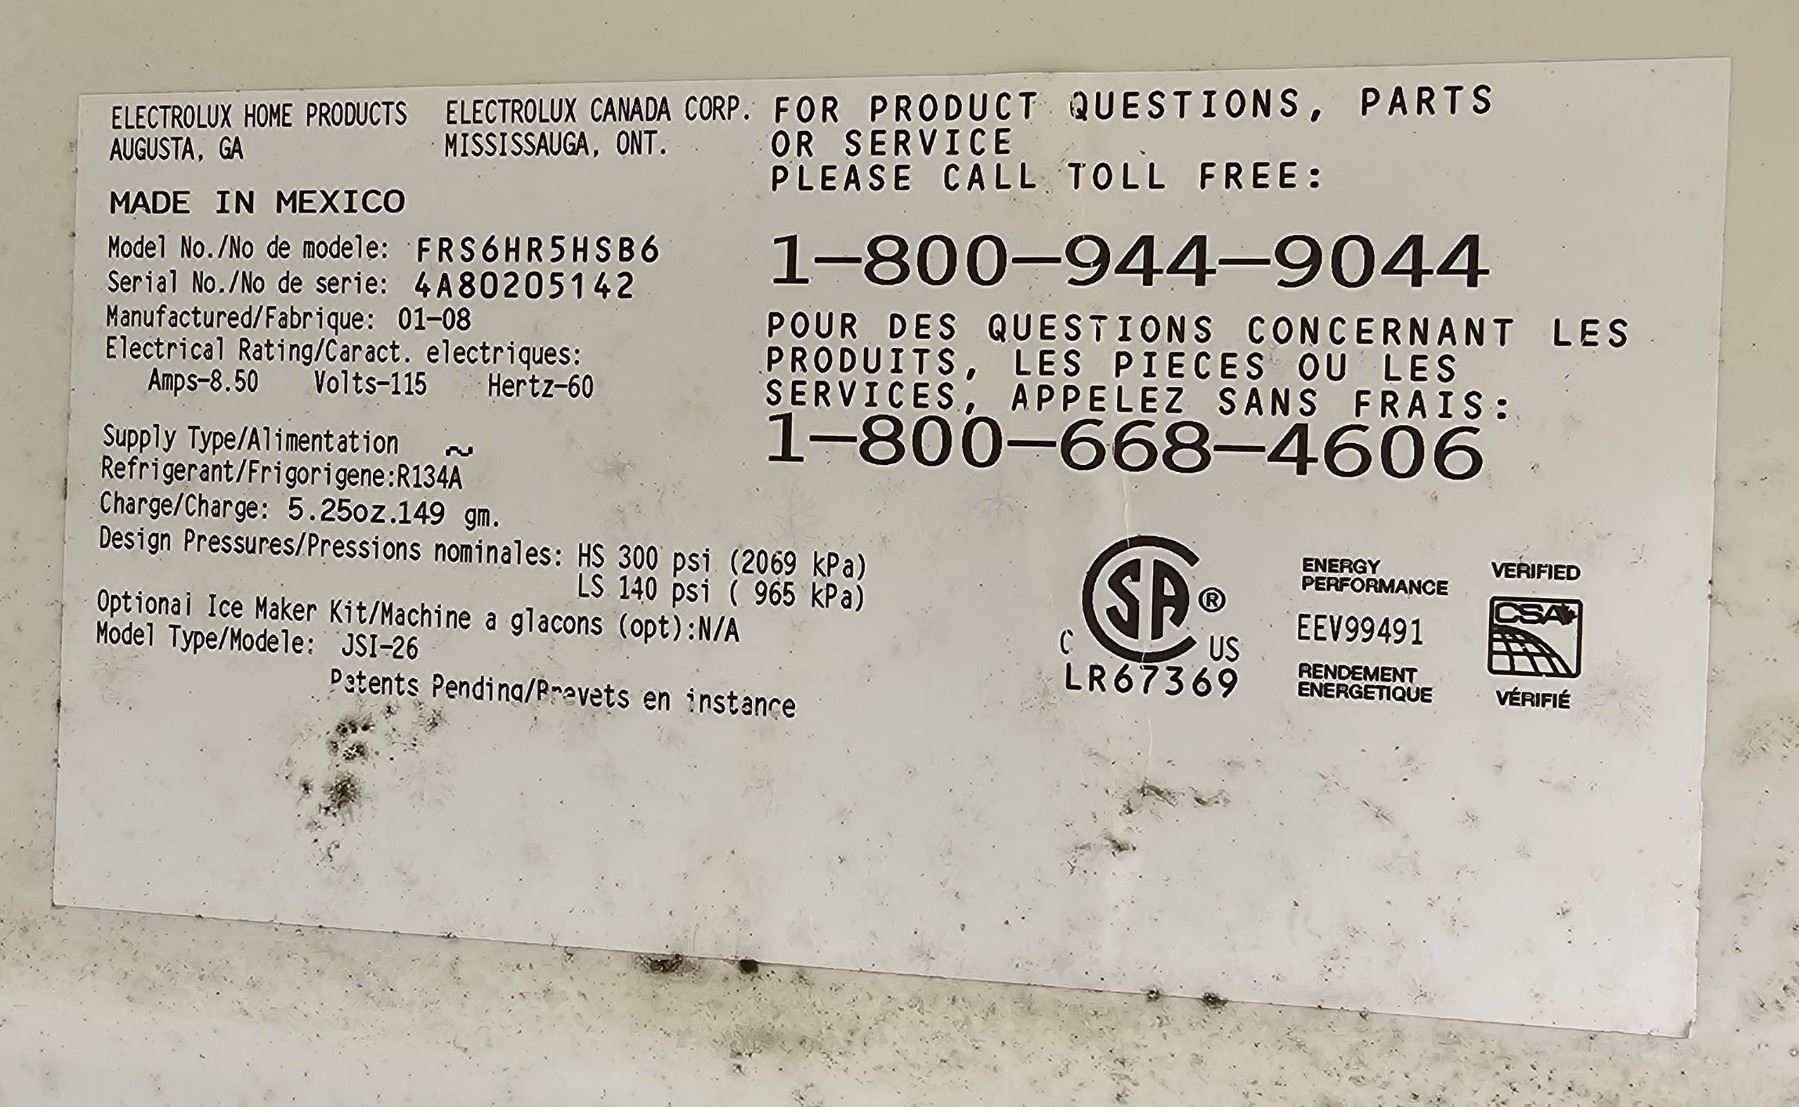 ELECTROLUX HOME PRODUCTS
AUGUSTA, GA
ELECTROLUX CANADA CORP.
MISSISSAUGA, ONT.
MADE IN MEXICO
Model No./No de modele: FRS6HR5HSB6
Serial No./No de serie: 4A80205142
Manufactured/Fabrique: 01-08
Electrical Rating/Caract. electriques:
Amps-8.50 Volts-115 Hertz-60
Supply Type/Alimentation ~
Refrigerant/Frigorigene:R134A
Charge/Charge: 5.25oz.149 gm.
Design Pressures/Pressions nominales: HS 300 psi (2069 kPa)
LS 140 psi ( 965 kPa)
Optional Ice Maker Kit/Machine a glacons (opt):N/A
Model Type/Modele: JSI-26
Patents Pending/Brevets en instance
FOR PRODUCT QUESTIONS, PARTS
OR SERVICE
PLEASE CALL TOLL FREE:
1-800-944-9044
POUR DES QUESTIONS CONCERNANT LES
PRODUITS, LES PIECES OU LES
SERVICES, APPELEZ SANS FRAIS:
1-800-668-4606
C SA ® US
LR67369
ENERGY
PERFORMANCE
EEV99491
RENDEMENT
ENERGETIQUE
VERIFIED
CSA
VÉRIFIÉ